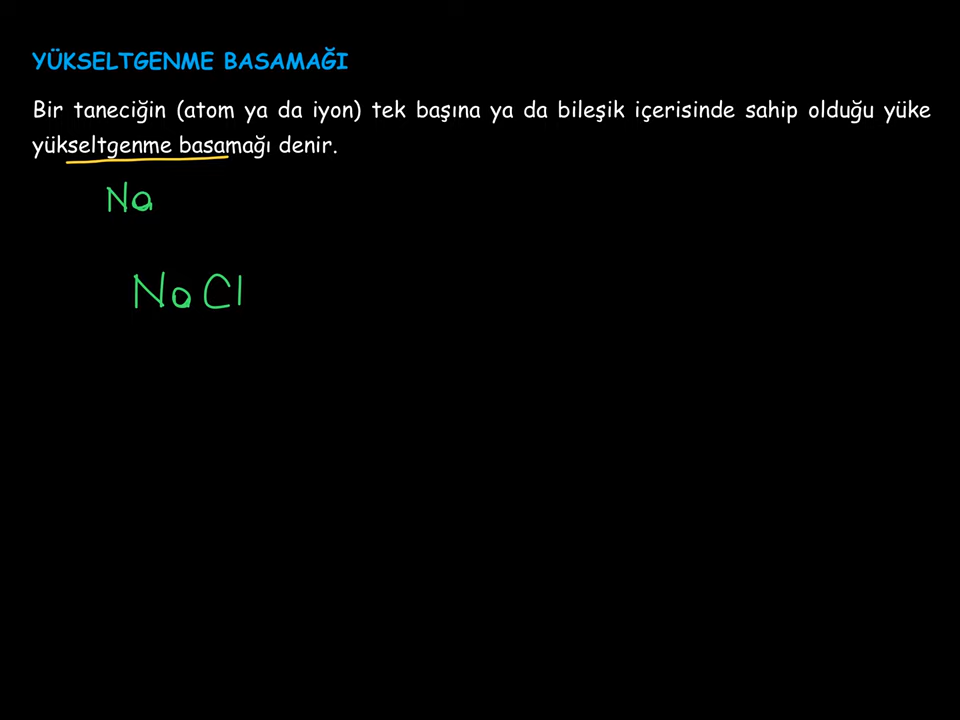 YÜKSELTGENME BASAMAĞI
Bir taneciğin (atom ya da iyon) tek başına ya da bileşik içerisinde sahip olduğu yüke
yükseltgenme basamağı denir.
Na
NaCl